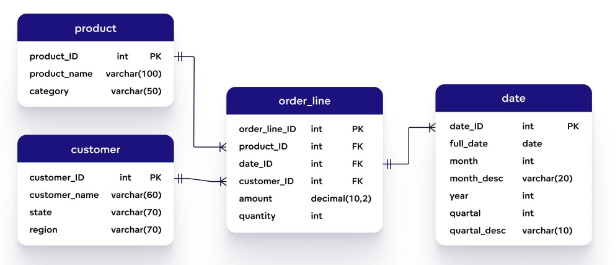 product
product_ID int PK
product_name varchar(100)
category varchar(50)
customer
customer_ID int PK
customer_name varchar(60)
state varchar(70)
region varchar(70)
order_line
order_line_ID int PK
product_ID int FK
date_ID int FK
customer_ID int FK
amount decimal(10,2)
quantity int
date
date_ID int PK
full_date date
month int
month_desc varchar(20)
year int
quartal int
quartal_desc varchar(10)